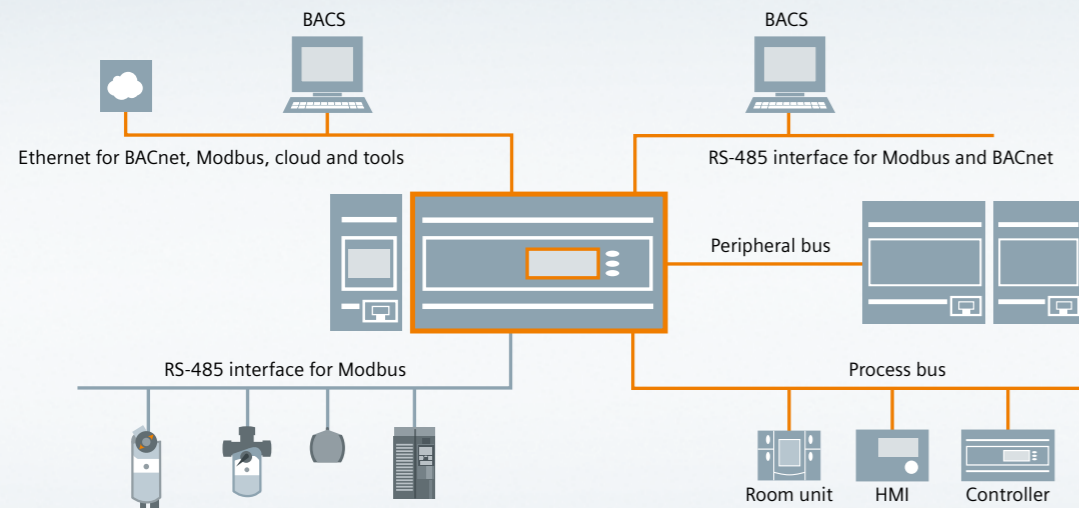 BACS
BACS
Ethernet for BACnet, Modbus, cloud and tools
RS-485 interface for Modbus and BACnet
Peripheral bus
RS-485 interface for Modbus
Process bus
Room unit
HMI
Controller